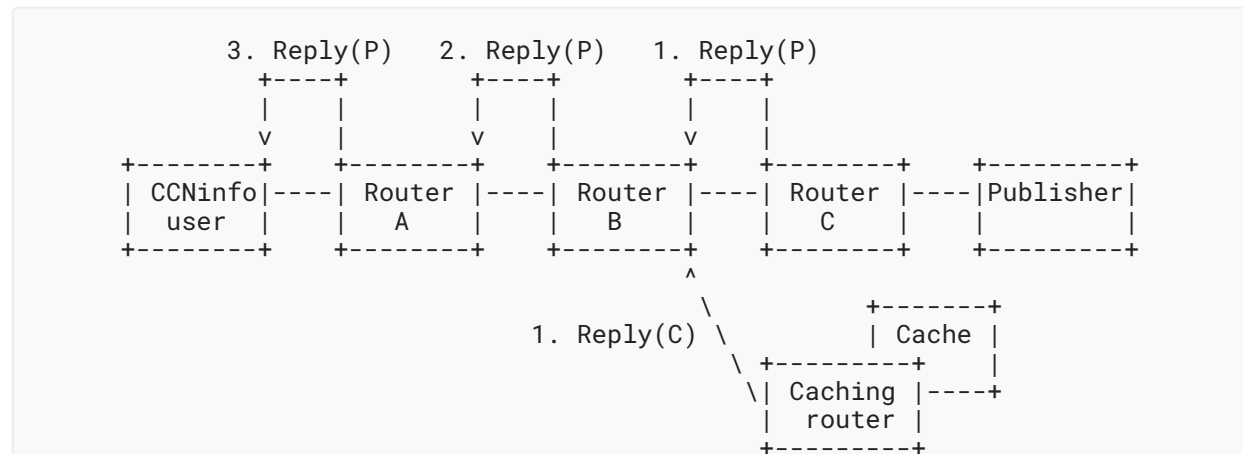 3. Reply(P) 2. Reply(P) 1. Reply(P)
CCNinfo Router Router Router Publisher
user A B C
1. Reply(C) Cache
Caching
router